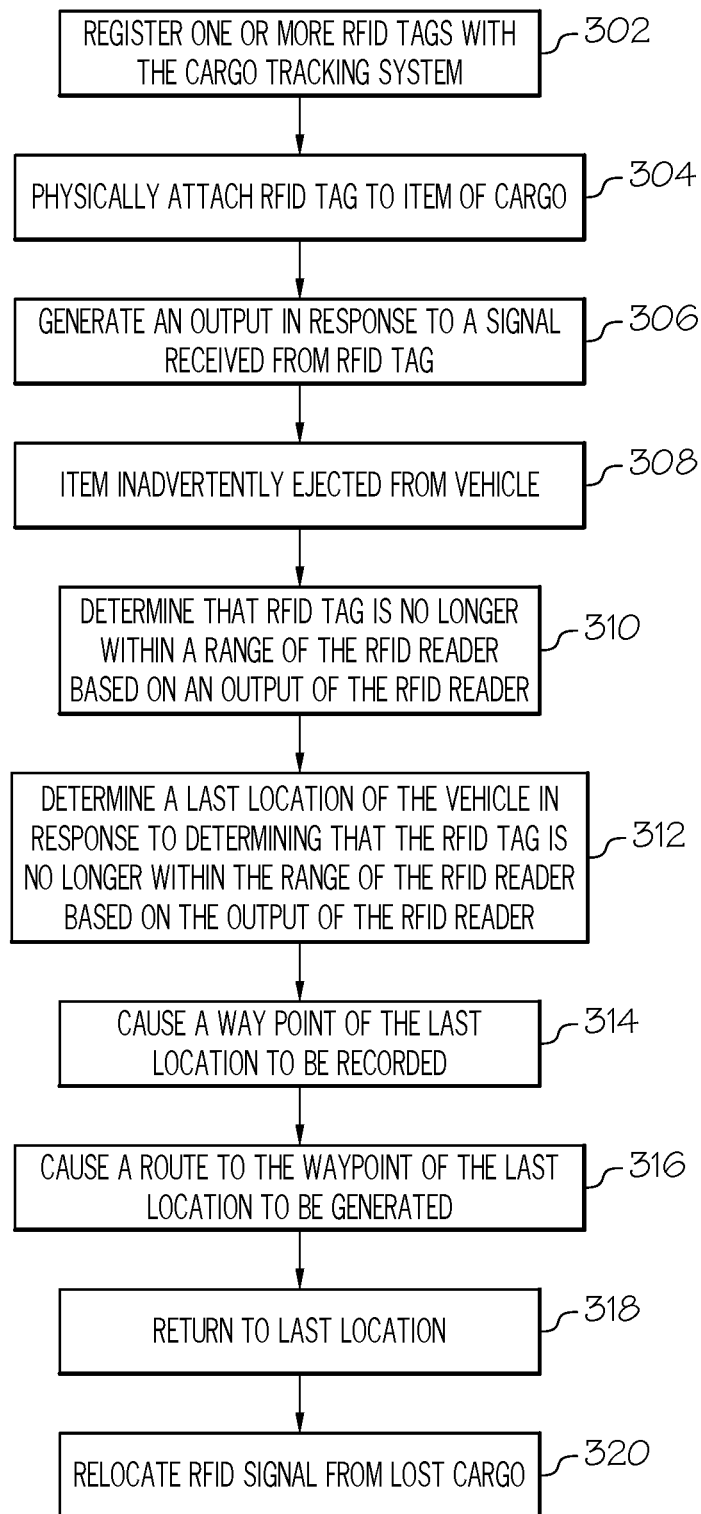 REGISTER ONE OR MORE RFID TAGS WITH
THE CARGO TRACKING SYSTEM
302
PHYSICALLY ATTACH RFID TAG TO ITEM OF CARGO
304
GENERATE AN OUTPUT IN RESPONSE TO A SIGNAL
RECEIVED FROM RFID TAG
306
ITEM INADVERTENTLY EJECTED FROM VEHICLE
308
DETERMINE THAT RFID TAG IS NO LONGER
WITHIN A RANGE OF THE RFID READER
BASED ON AN OUTPUT OF THE RFID READER
310
DETERMINE A LAST LOCATION OF THE VEHICLE IN
RESPONSE TO DETERMINING THAT THE RFID TAG IS
NO LONGER WITHIN THE RANGE OF THE RFID READER
BASED ON THE OUTPUT OF THE RFID READER
312
CAUSE A WAY POINT OF THE LAST
LOCATION TO BE RECORDED
314
CAUSE A ROUTE TO THE WAYPOINT OF THE LAST
LOCATION TO BE GENERATED
316
RETURN TO LAST LOCATION
318
RELOCATE RFID SIGNAL FROM LOST CARGO
320